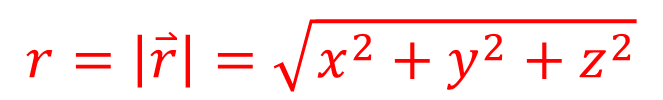 r = |r⃗| = √(x² + y² + z²)